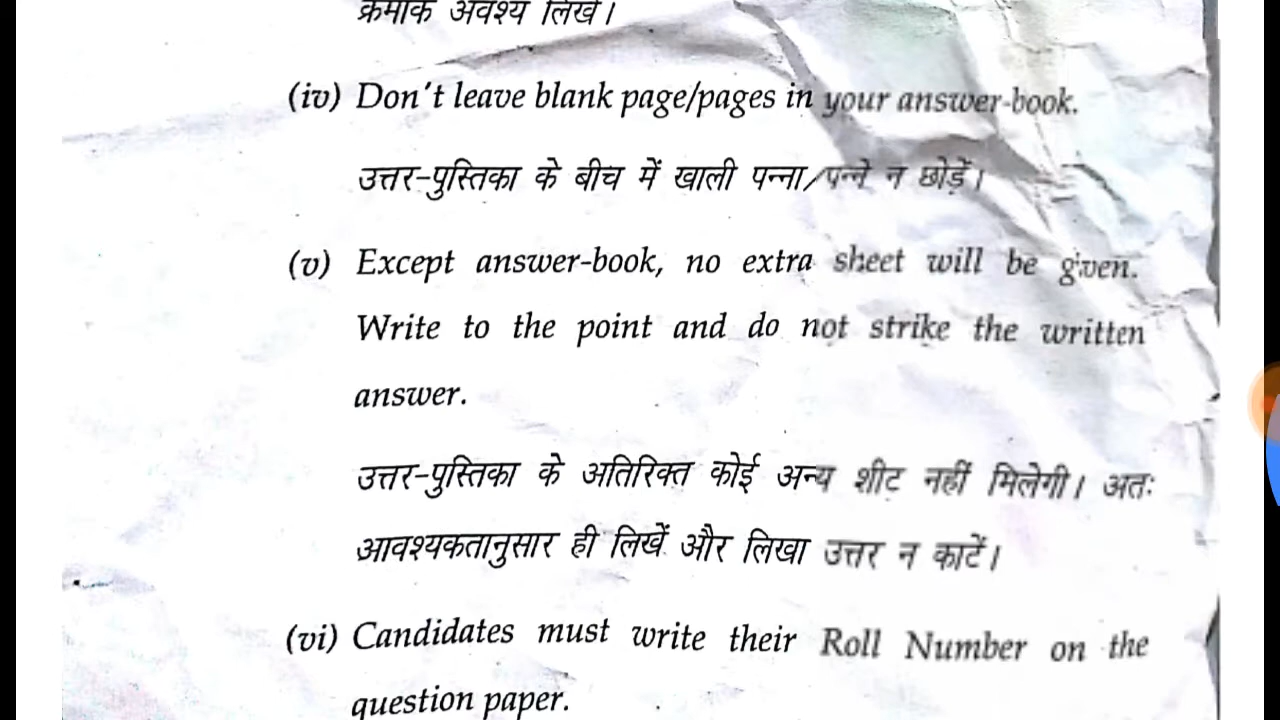 क्रमांक अवश्य लिखें।
(iv) Don't leave blank page/pages in your answer-book.
उत्तर-पुस्तिका के बीच में खाली पन्ना/पन्ने न छोड़ें।
(v) Except answer-book, no extra sheet will be given.
Write to the point and do not strike the written
answer.
उत्तर-पुस्तिका के अतिरिक्त कोई अन्य शीट नहीं मिलेगी। अतः
आवश्यकतानुसार ही लिखें और लिखा उत्तर न काटें।
(vi) Candidates must write their Roll Number on the
question paper.